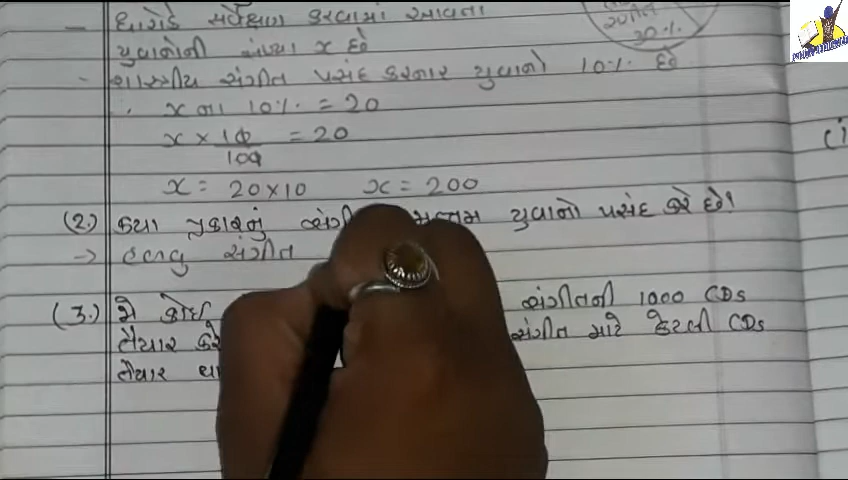 ધારોકે સર્વેક્ષણ કરવામાં આવતા
યુવાનોની સંખ્યા x છે
શાસ્ત્રીય સંગીત પસંદ કરનાર યુવાનો 10% છે
∴ x ના 10% = 20
x × 10/100 = 20
x = 20×10 x = 200
(2.) કયા પ્રકારનું યુવાનો પસંદ કરે છે?
→ હળવુ સંગીત
(3.) જે કોઈ સંગીતની 1000 CDs
તૈયાર કરે સંગીત માટે કેટલી CDs
તૈયાર
સંગીત
30%
(i